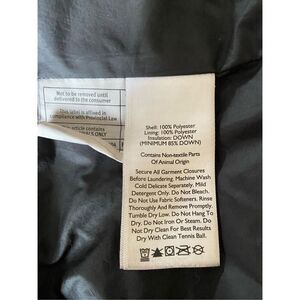 Not to be removed until
delivered to the consumer
This label is affixed in
compliance with Provincial Law
article contains
ALS ONLY
Shell: 100% Polyester
Lining: 100% Polyester
Insulation: DOWN
(MINIMUM 85% DOWN)
Contains Non-textile Parts
Of Animal Origin
Secure All Garment Closures
Before Laundering. Machine Wash
Cold Delicate Separately. Mild
Detergent Only. Do Not Bleach.
Do Not Use Fabric Softeners. Rinse
Thoroughly And Remove Promptly.
Tumble Dry Low. Do Not Hang To
Dry. Do Not Iron Or Steam. Do
Not Dry Clean For Best Results
Dry With Clean Tennis Ball.